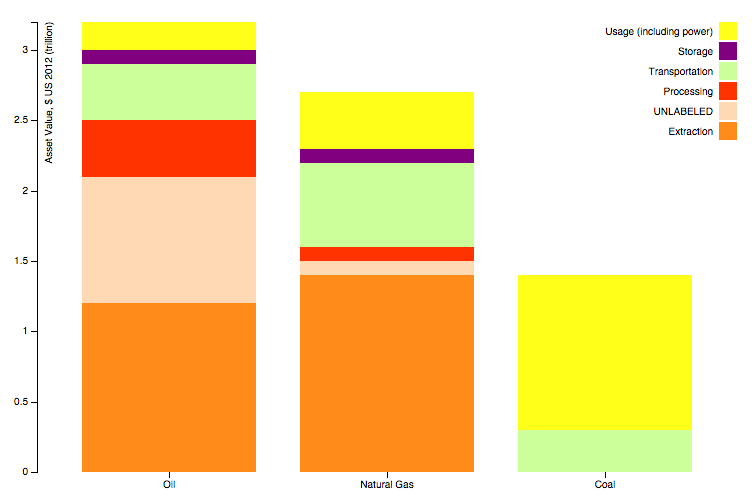 Asset Value, $ US 2012 (trillion)
3
2.5
2
1.5
1
0.5
0
Oil
Natural Gas
Coal
Usage (including power)
Storage
Transportation
Processing
UNLABELED
Extraction